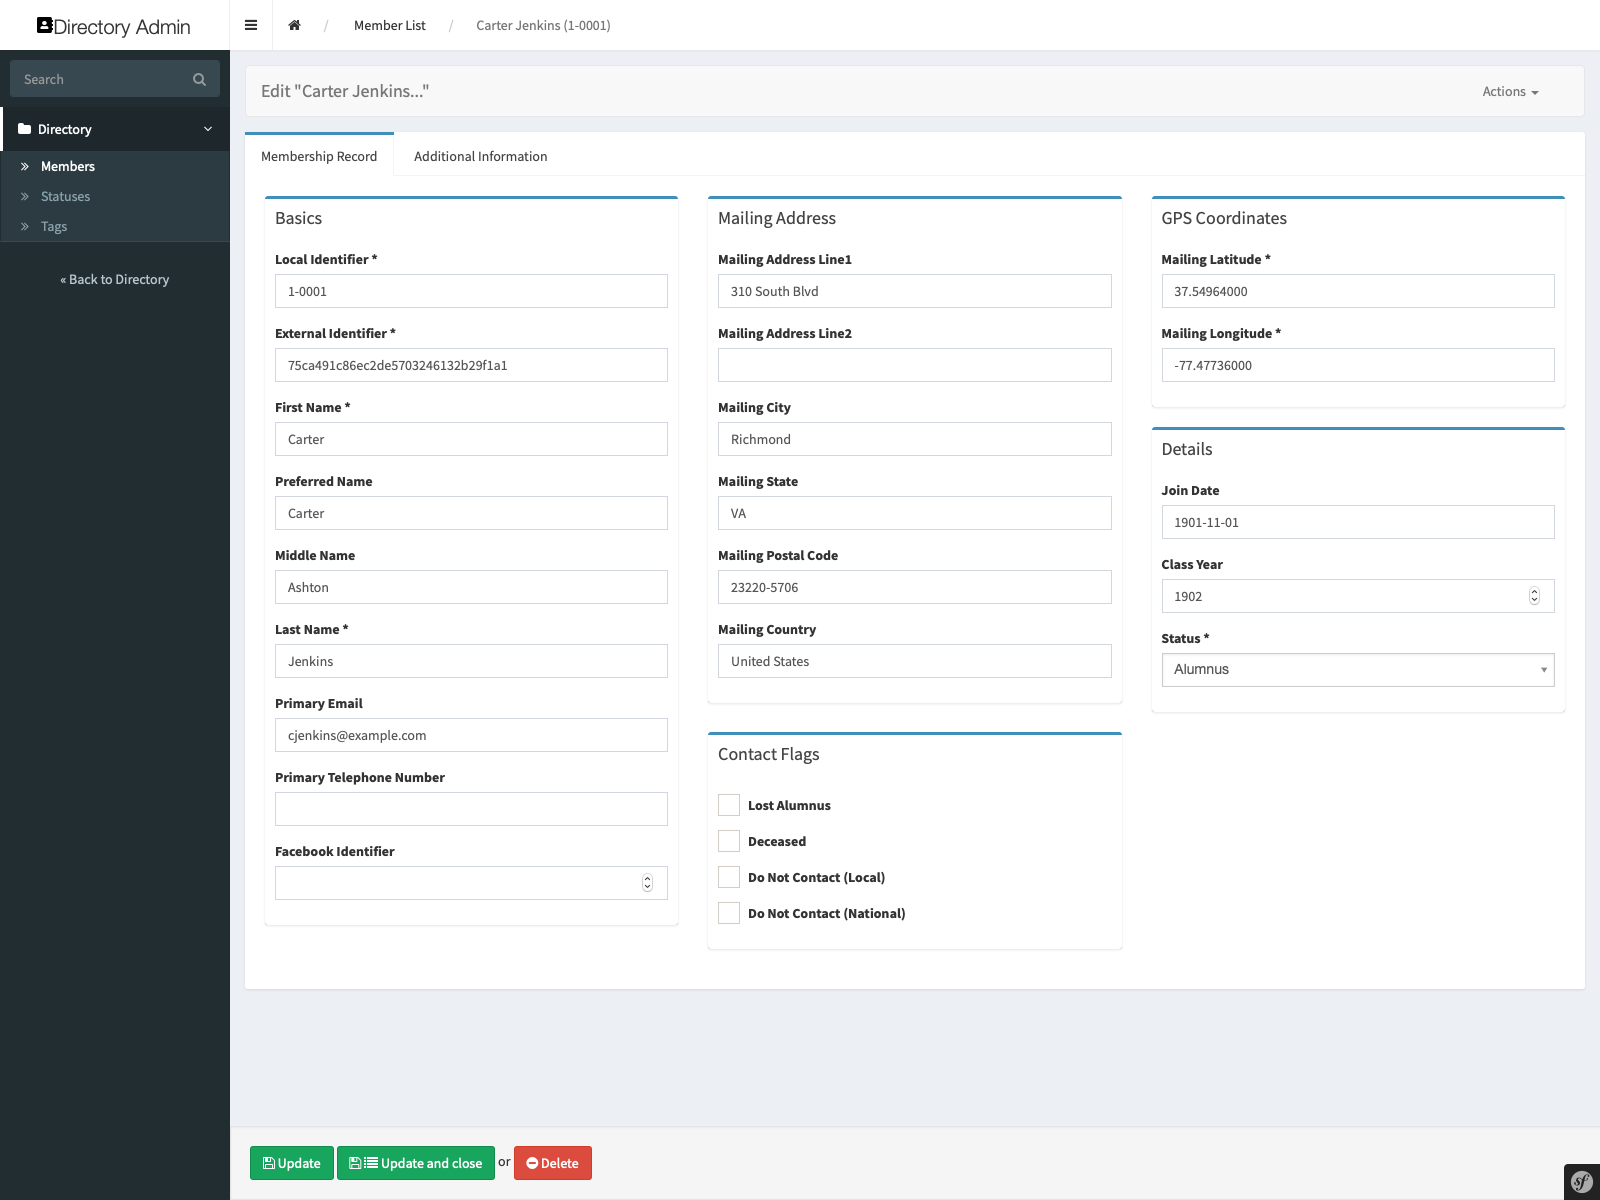 Directory Admin
/ Member List / Carter Jenkins (1-0001)
Search
Directory
Members
Statuses
Tags
« Back to Directory
Edit "Carter Jenkins..."
Actions
Membership Record
Additional Information
Basics
Local Identifier *
1-0001
External Identifier *
75ca491c86ec2de5703246132b29f1a1
First Name *
Carter
Preferred Name
Carter
Middle Name
Ashton
Last Name *
Jenkins
Primary Email
cjenkins@example.com
Primary Telephone Number
Facebook Identifier
Mailing Address
Mailing Address Line1
310 South Blvd
Mailing Address Line2
Mailing City
Richmond
Mailing State
VA
Mailing Postal Code
23220-5706
Mailing Country
United States
Contact Flags
Lost Alumnus
Deceased
Do Not Contact (Local)
Do Not Contact (National)
GPS Coordinates
Mailing Latitude *
37.54964000
Mailing Longitude *
-77.47736000
Details
Join Date
1901-11-01
Class Year
1902
Status *
Alumnus
Update
Update and close
or
Delete
sf